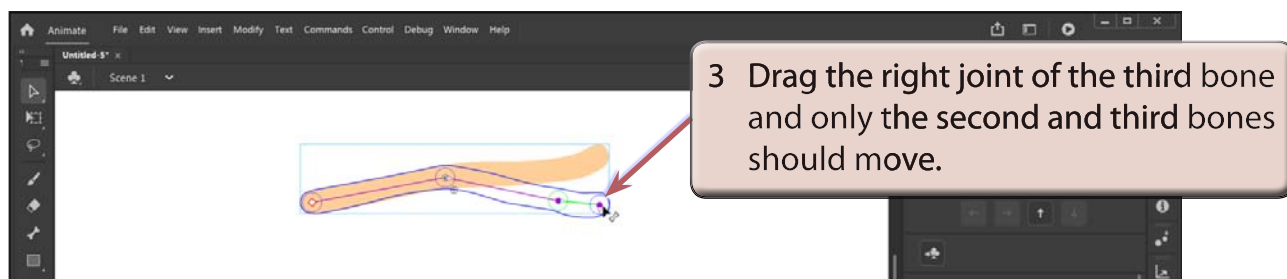 Animate File Edit View Insert Modify Text Commands Control Debug Window Help
Untitled-5* ×
Scene 1
3 Drag the right joint of the third bone
and only the second and third bones
should move.